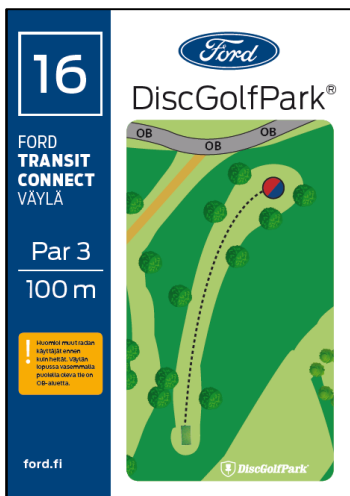 16
Ford
DiscGolfPark®
FORD
TRANSIT
CONNECT
VÄYLÄ
Par 3
100 m
OB
OB
OB
!
Huomioi muut radan
käyttäjät ennen
kuin heität. Väylän
lopussa vasemmalla
puolella oleva tie on
OB-aluetta.
ford.fi
DiscGolfPark®